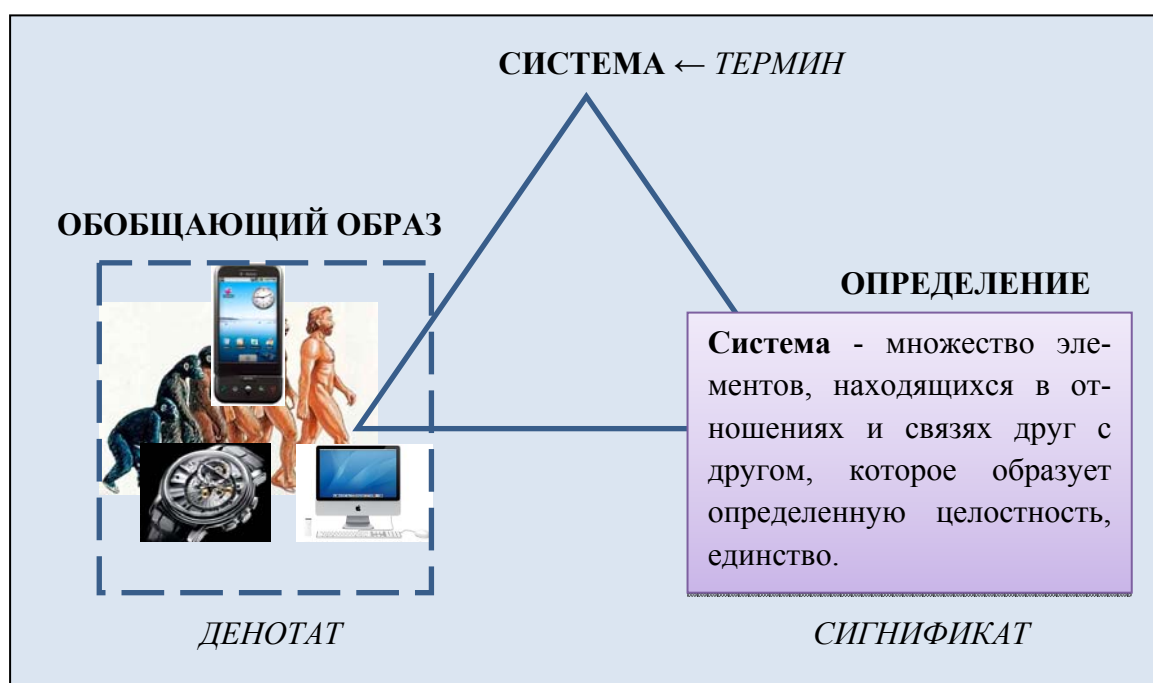 СИСТЕМА ← ТЕРМИН
ОБОБЩАЮЩИЙ ОБРАЗ
ОПРЕДЕЛЕНИЕ
Система - множество эле-
ментов, находящихся в от-
ношениях и связях друг с
другом, которое образует
определенную целостность,
единство.
ДЕНОТАТ
СИГНИФИКАТ